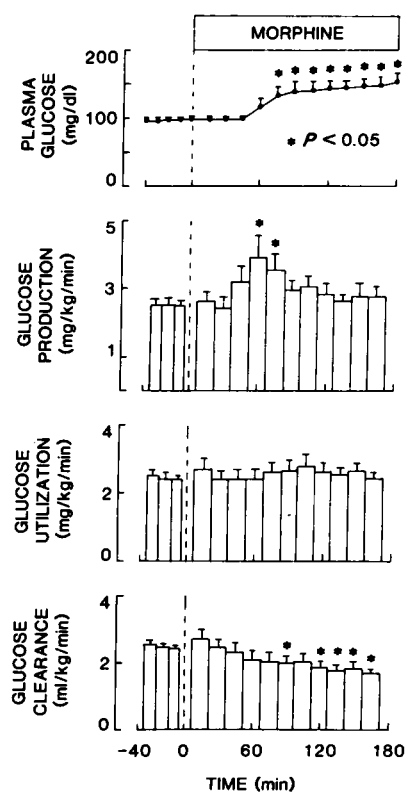 MORPHINE
200
100
0
PLASMA
GLUCOSE
(mg/dl)
* P < 0.05
5
3
1
GLUCOSE
PRODUCTION
(mg/kg/min)
4
2
0
GLUCOSE
UTILIZATION
(mg/kg/min)
4
2
0
GLUCOSE
CLEARANCE
(ml/kg/min)
-40 0 60 120 180
TIME (min)